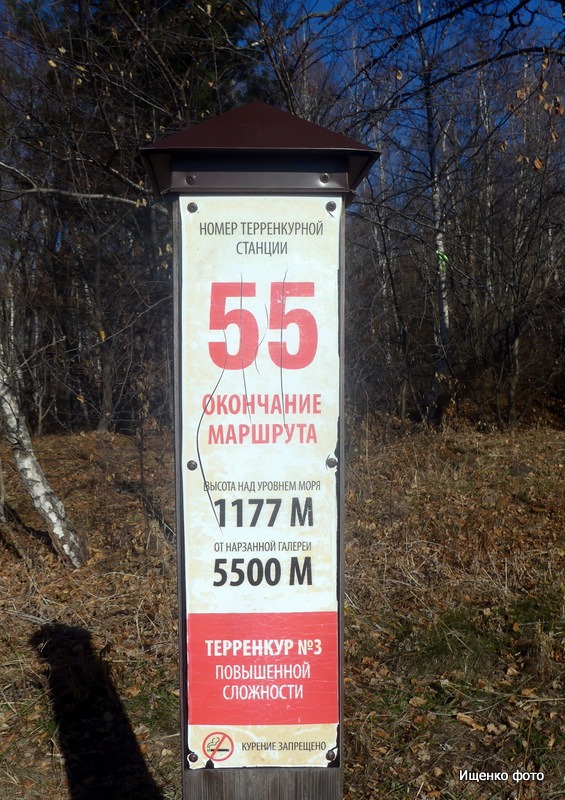 НОМЕР ТЕРРЕНКУРНОЙ
СТАНЦИИ
55
ОКОНЧАНИЕ
МАРШРУТА
ВЫСОТА НАД УРОВНЕМ МОРЯ
1177 М
ОТ НАРЗАННОЙ ГАЛЕРЕИ
5500 М
ТЕРРЕНКУР №3
ПОВЫШЕННОЙ
СЛОЖНОСТИ
КУРЕНИЕ ЗАПРЕЩЕНО
Ищенко фото